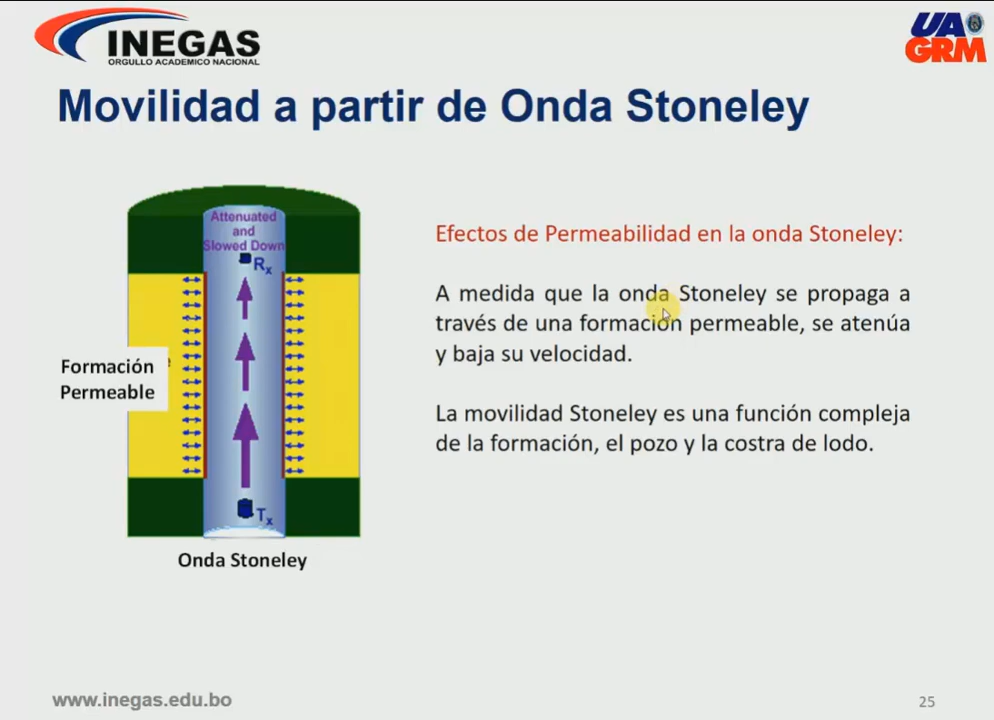 INEGAS
ORGULLO ACADEMICO NACIONAL
UA
GRM
Movilidad a partir de Onda Stoneley
Attenuated
and
Slowed Down
Rx
Formación
Permeable
Tx
Onda Stoneley
Efectos de Permeabilidad en la onda Stoneley:
A medida que la onda Stoneley se propaga a
través de una formación permeable, se atenúa
y baja su velocidad.
La movilidad Stoneley es una función compleja
de la formación, el pozo y la costra de lodo.
www.inegas.edu.bo
25